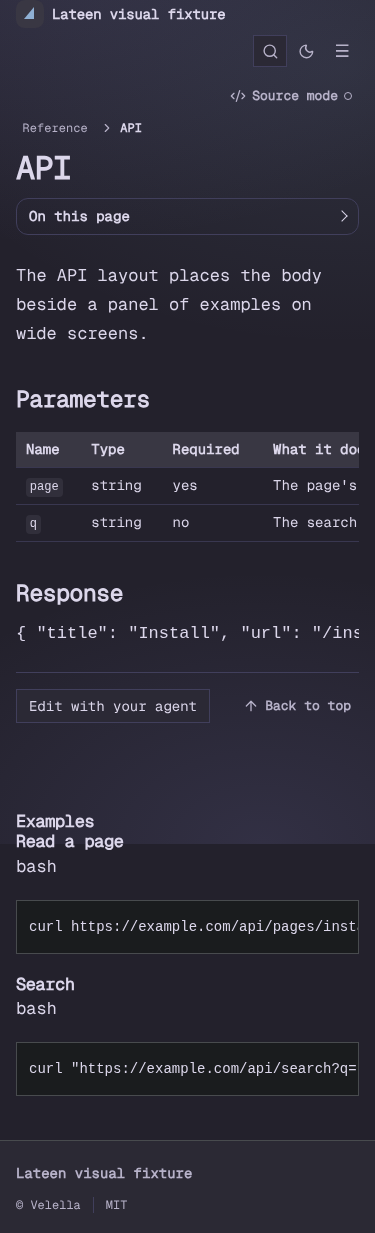 Lateen visual fixture
</> Source mode
Reference > API
API
On this page
The API layout places the body
beside a panel of examples on
wide screens.
Parameters
Name Type Required What it doe
page string yes The page's
q string no The search
Response
{ "title": "Install", "url": "/ins
Edit with your agent ↑ Back to top
Examples
Read a page
bash
curl https://example.com/api/pages/insta
Search
bash
curl "https://example.com/api/search?q=
Lateen visual fixture
© Velella MIT